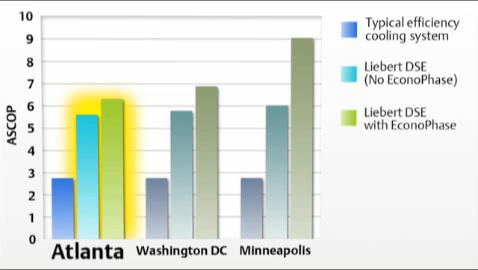 10
9
8
7
6
5
4
3
2
1
0
ASCOP
Atlanta
Washington DC
Minneapolis
Typical efficiency
cooling system
Liebert DSE
(No EconoPhase)
Liebert DSE
with EconoPhase